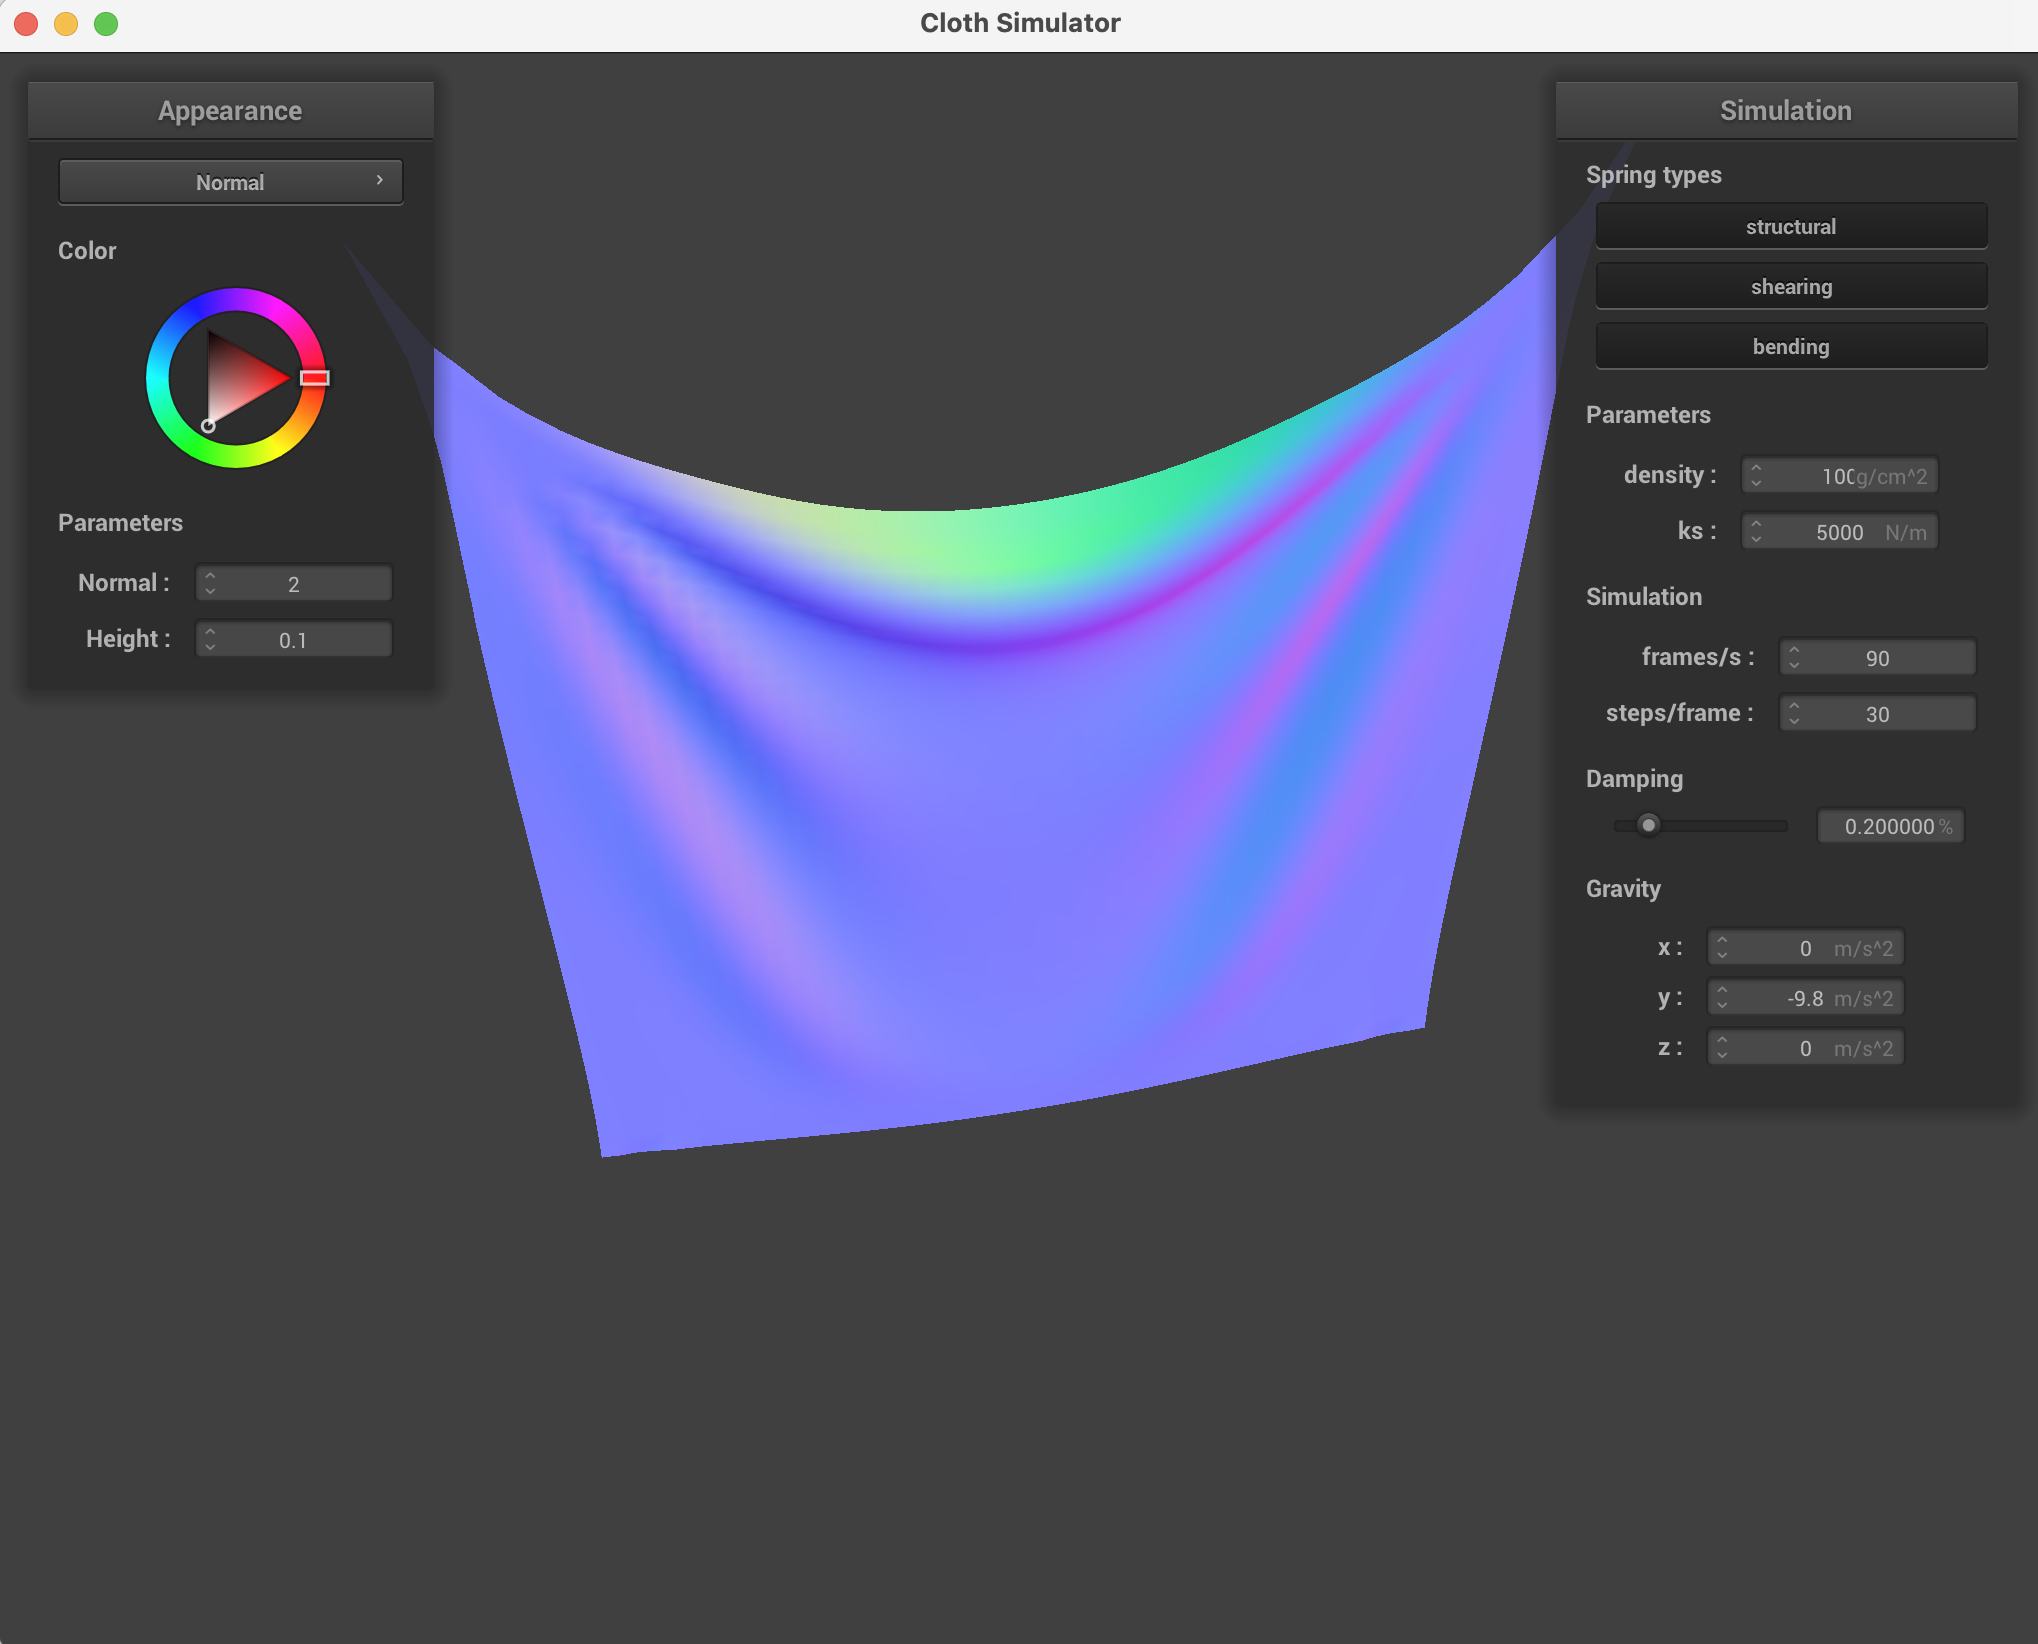 Cloth Simulator
Appearance
Normal
Color
Parameters
Normal : 2
Height : 0.1
Simulation
Spring types
structural
shearing
bending
Parameters
density : 100 g/cm^2
ks : 5000 N/m
Simulation
frames/s : 90
steps/frame : 30
Damping
0.200000 %
Gravity
x : 0 m/s^2
y : -9.8 m/s^2
z : 0 m/s^2